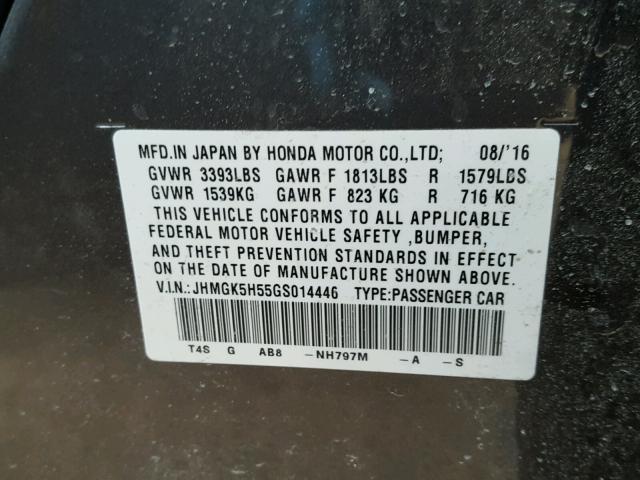 MFD.IN JAPAN BY HONDA MOTOR CO.,LTD; 08/'16
GVWR 3393LBS GAWR F 1813LBS R 1579LBS
GVWR 1539KG GAWR F 823 KG R 716 KG
THIS VEHICLE CONFORMS TO ALL APPLICABLE
FEDERAL MOTOR VEHICLE SAFETY ,BUMPER,
AND THEFT PREVENTION STANDARDS IN EFFECT
ON THE DATE OF MANUFACTURE SHOWN ABOVE.
V.I.N.:JHMGK5H55GS014446 TYPE:PASSENGER CAR
T4S G AB8 -NH797M -A -S